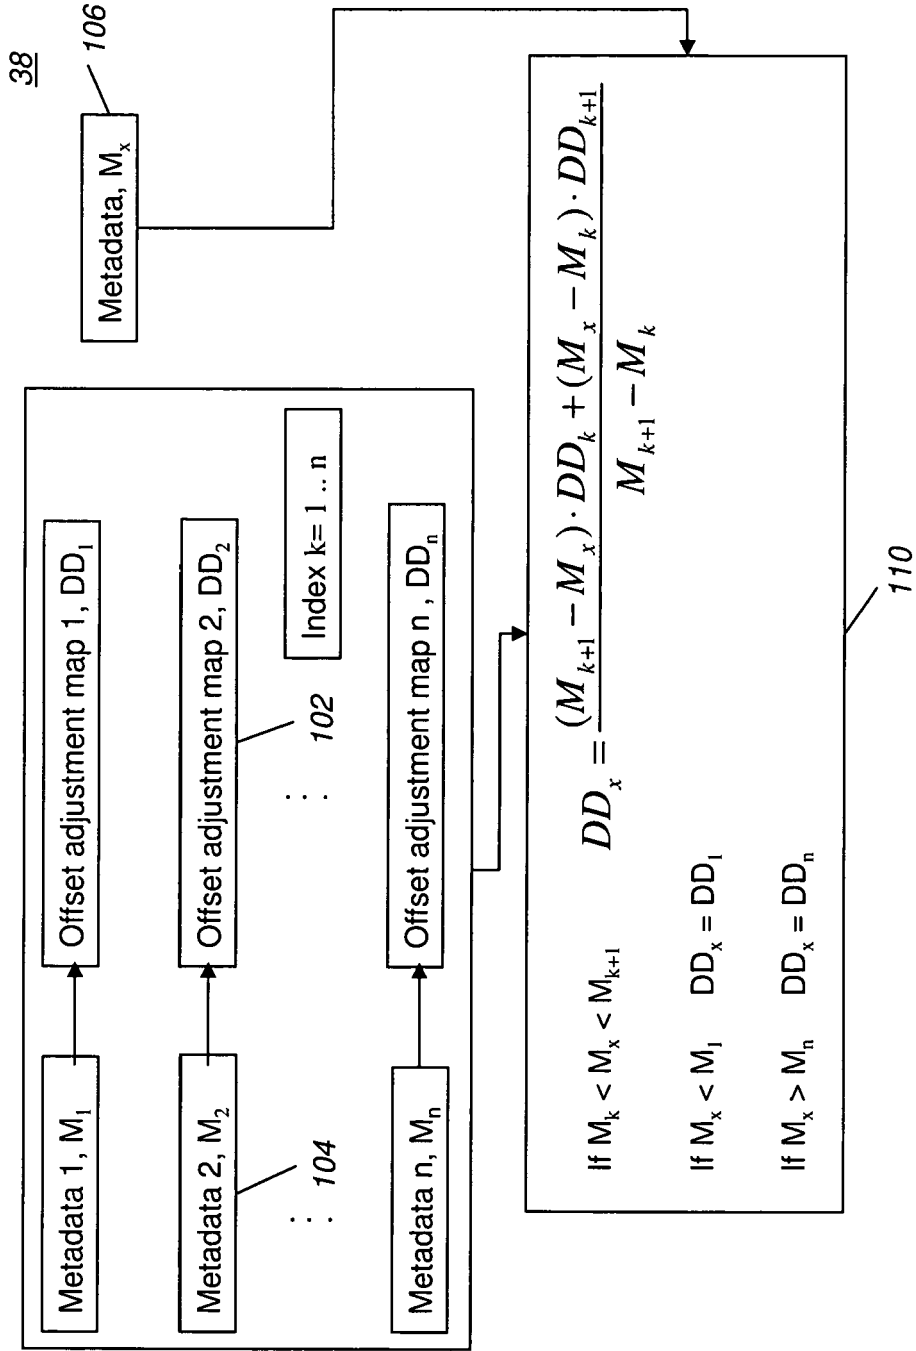 38
Metadata 1, M₁
Offset adjustment map 1, DD₁
Metadata, Mₓ
106
Metadata 2, M₂
Offset adjustment map 2, DD₂
104
102
⋮
⋮
Index k= 1 .. n
Metadata n, Mₙ
Offset adjustment map n , DDₙ
If Mₖ < Mₓ < Mₖ₊₁
DDₓ = ((Mₖ₊₁ − Mₓ) · DDₖ + (Mₓ − Mₖ) · DDₖ₊₁) / (Mₖ₊₁ − Mₖ)
If Mₓ < M₁ DDₓ = DD₁
If Mₓ > Mₙ DDₓ = DDₙ
110